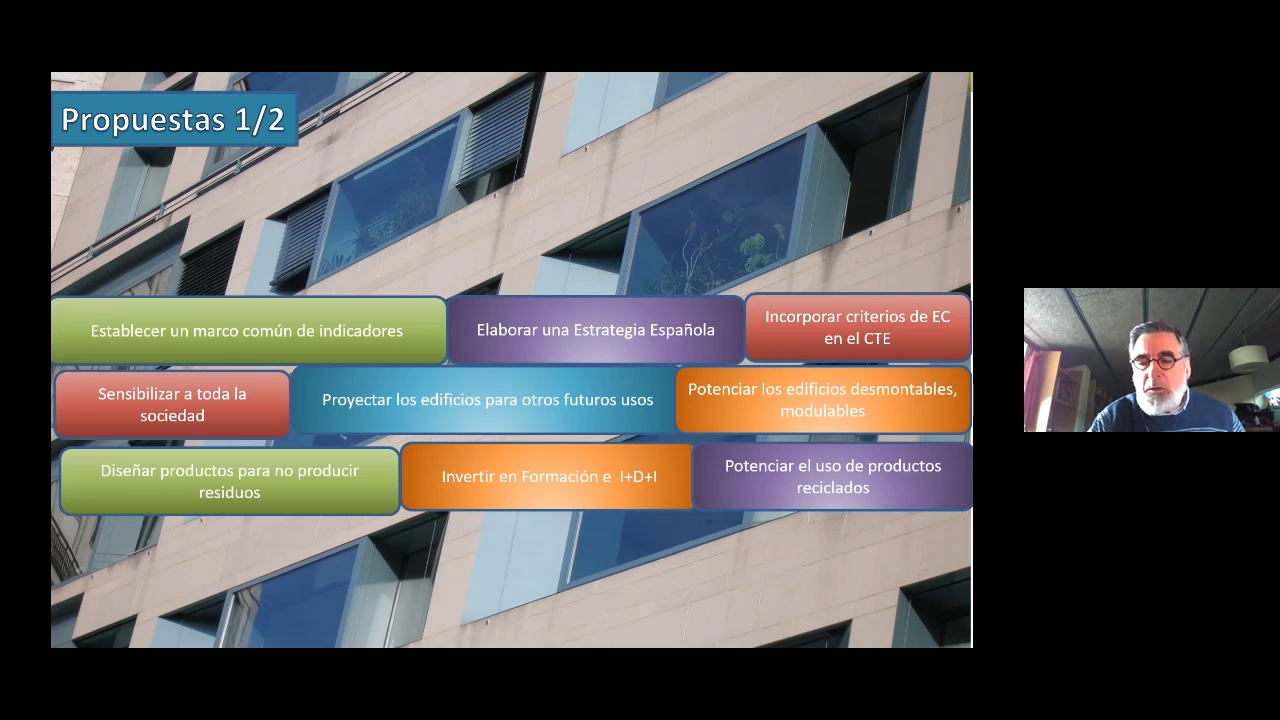 Propuestas 1/2
Establecer un marco común de indicadores
Elaborar una Estrategia Española
Incorporar criterios de EC
en el CTE
Sensibilizar a toda la
sociedad
Proyectar los edificios para otros futuros usos
Potenciar los edificios desmontables,
modulables
Diseñar productos para no producir
residuos
Invertir en Formación e I+D+I
Potenciar el uso de productos
reciclados